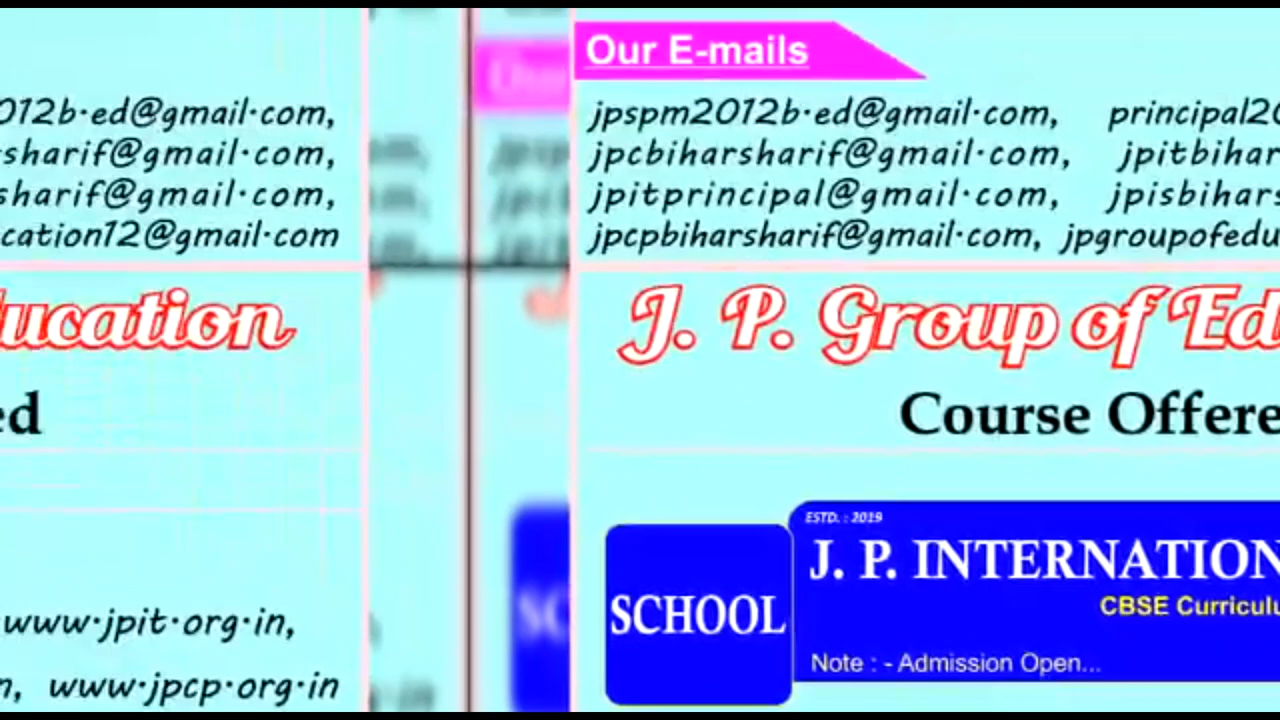 012b·ed@gmail·com,
sharif@gmail·com,
sharif@gmail·com,
cation12@gmail·com
ucation
ed
www·jpit·org·in,
n, www·jpcp·org·in
Our E-mails
jpspm2012b·ed@gmail·com, principal20
jpcbiharsharif@gmail·com, jpitbihar
jpitprincipal@gmail·com, jpisbihars
jpcpbiharsharif@gmail·com, jpgroupofedu
J. P. Group of Ed
Course Offere
SCHOOL
ESTD. : 2019
J. P. INTERNATION
CBSE Curriculu
Note : - Admission Open...